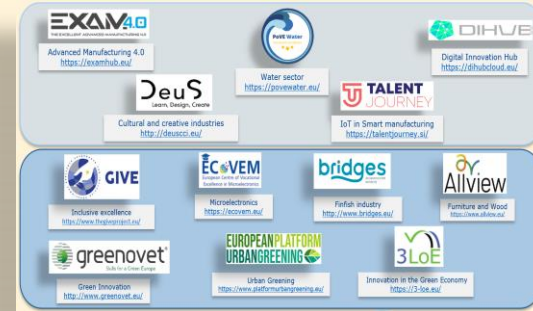 EXAM 4.0
THE EXCELLENT ADVANCED MANUFACTURING HUB
Advanced Manufacturing 4.0
https://examhub.eu/
PoVE Water
Water sector
https://povewater.eu/
DIHUB
Digital Innovation Hub
https://dihubcloud.eu/
DeuS
Learn, Design, Create
Cultural and creative industries
http://deuscci.eu/
TALENT
JOURNEY
IoT in Smart manufacturing
https://talentjourney.si/
GIVE
Inclusive excellence
https://www.thegiveproject.eu/
ECOVEM
European Centre of Vocational
Excellence in Microelectronics
Microelectronics
https://ecovem.eu/
bridges
Finfish industry
http://www.bridges.eu/
Allview
Furniture and Wood
https://www.allview.eu/
greenovet
Skills for a Green Europe
Green Innovation
http://www.greenovet.eu/
EUROPEAN PLATFORM
URBAN GREENING
Urban Greening
https://www.platformurbangreening.eu/
3LoE
Innovation in the Green Economy
https://3-loe.eu/